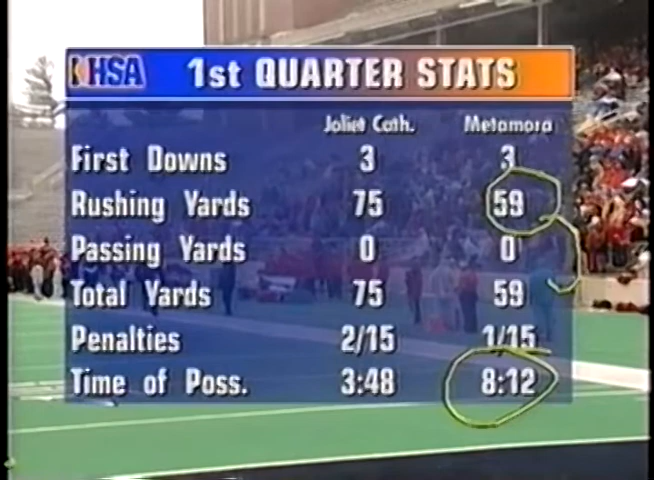 IHSA 1st QUARTER STATS
Joliet Cath. Metamora
First Downs 3 3
Rushing Yards 75 59
Passing Yards 0 0
Total Yards 75 59
Penalties 2/15 1/15
Time of Poss. 3:48 8:12